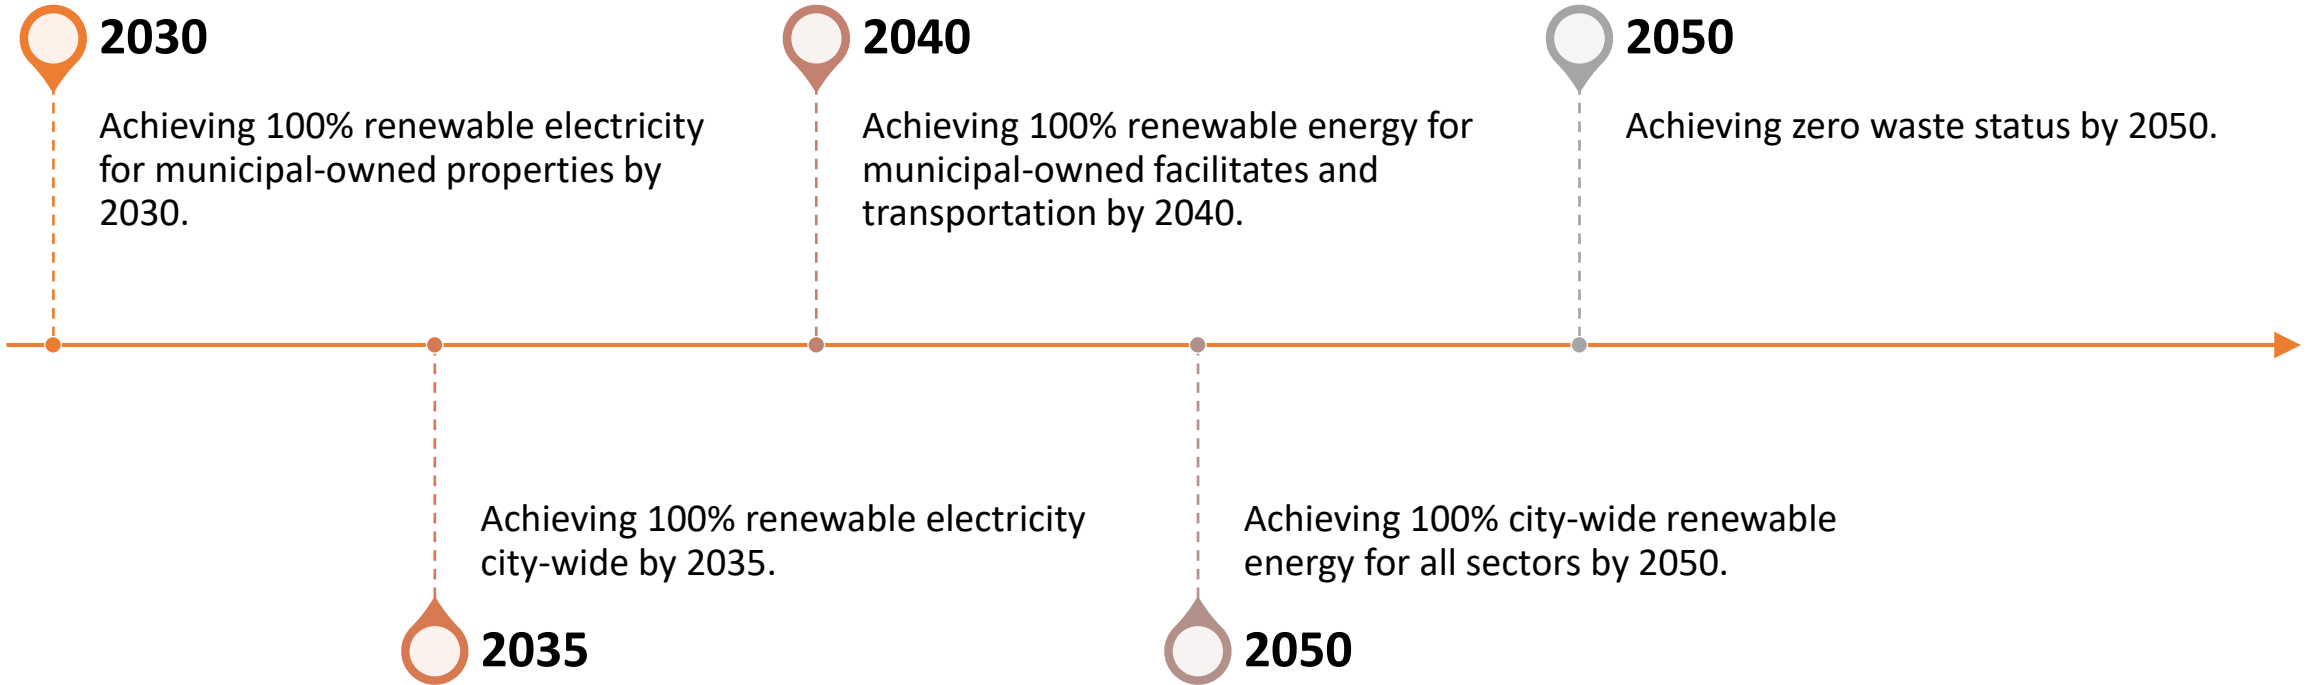 2030
Achieving 100% renewable electricity
for municipal-owned properties by
2030.
2040
Achieving 100% renewable energy for
municipal-owned facilitates and
transportation by 2040.
2050
Achieving zero waste status by 2050.
Achieving 100% renewable electricity
city-wide by 2035.
2035
Achieving 100% city-wide renewable
energy for all sectors by 2050.
2050